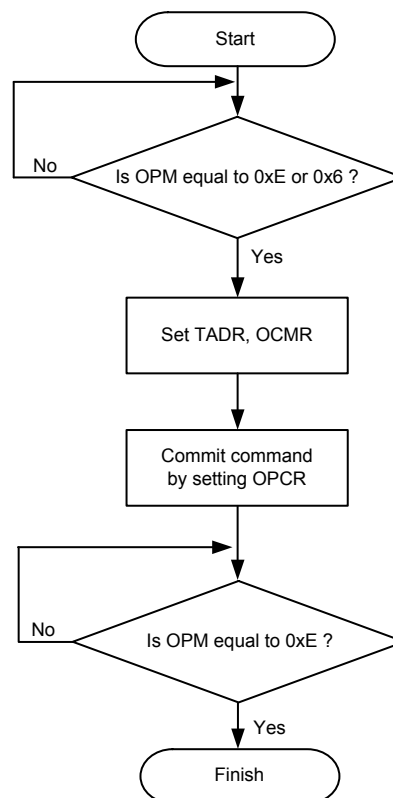 Start
No
Is OPM equal to 0xE or 0x6 ?
Yes
Set TADR, OCMR
Commit command
by setting OPCR
No
Is OPM equal to 0xE ?
Yes
Finish